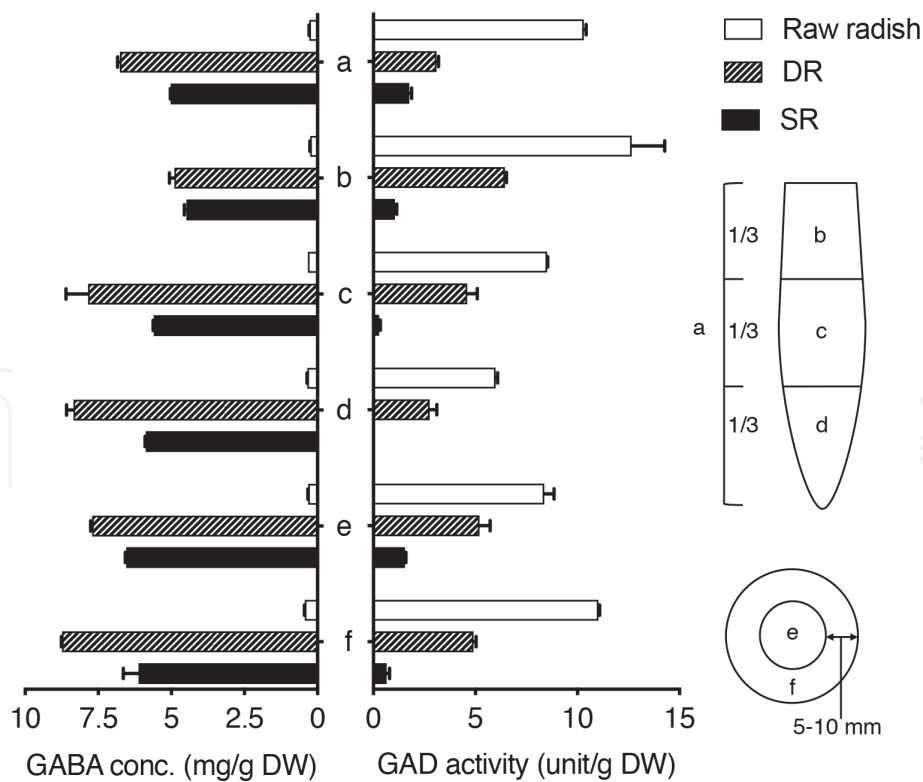 Raw radish
DR
SR
a
b
c
d
e
f
10 7.5 5 2.5 0
0 5 10 15
GABA conc. (mg/g DW)
GAD activity (unit/g DW)
1/3 b
a 1/3 c
1/3 d
e
f
5-10 mm